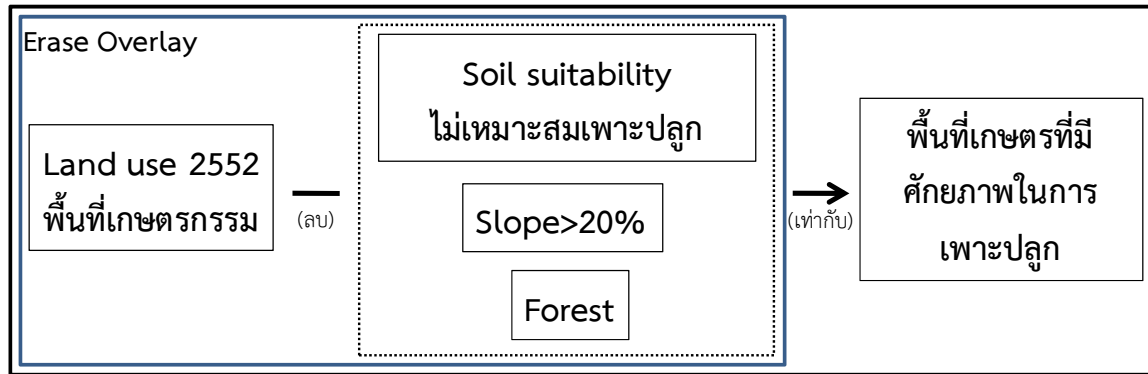 Erase Overlay
Land use 2552
พื้นที่เกษตรกรรม
(ลบ)
Soil suitability
ไม่เหมาะสมเพาะปลูก
Slope>20%
Forest
(เท่ากับ)
พื้นที่เกษตรที่มี
ศักยภาพในการ
เพาะปลูก